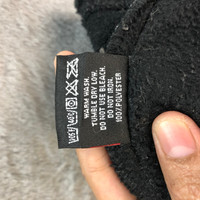 WARM WASH.
TUMBLE DRY LOW.
DO NOT USE BLEACH.
DO NOT IRON.
100%POLYESTER